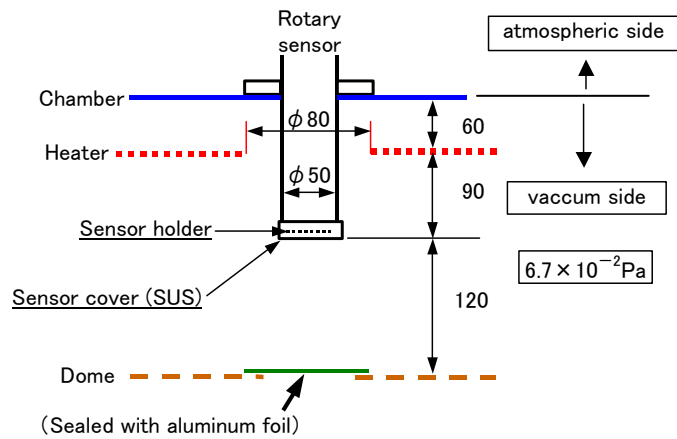 Rotary
sensor
atmospheric side
Chamber
φ80
60
Heater
φ50
90
vaccum side
Sensor holder
6.7×10⁻²Pa
Sensor cover (SUS)
120
Dome
(Sealed with aluminum foil)